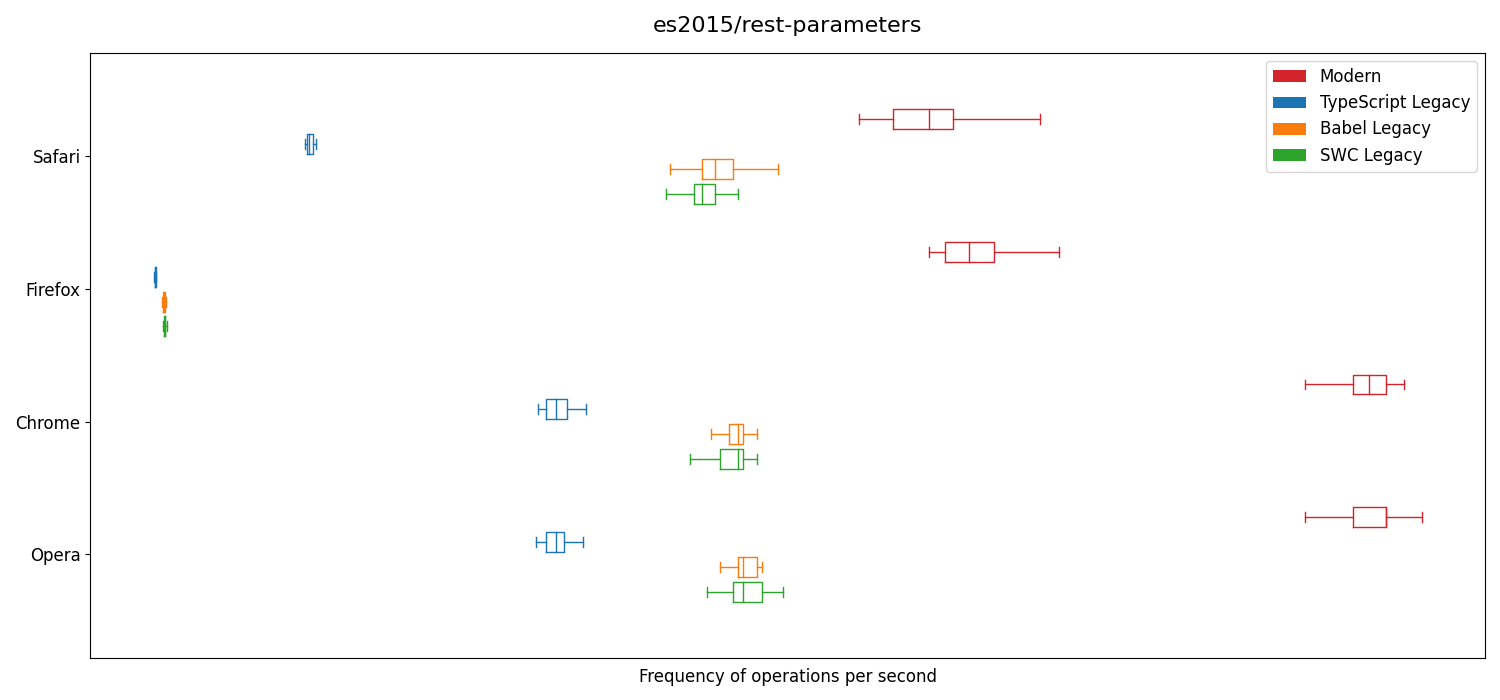 es2015/rest-parameters
Modern
TypeScript Legacy
Babel Legacy
SWC Legacy
Safari
Firefox
Chrome
Opera
Frequency of operations per second